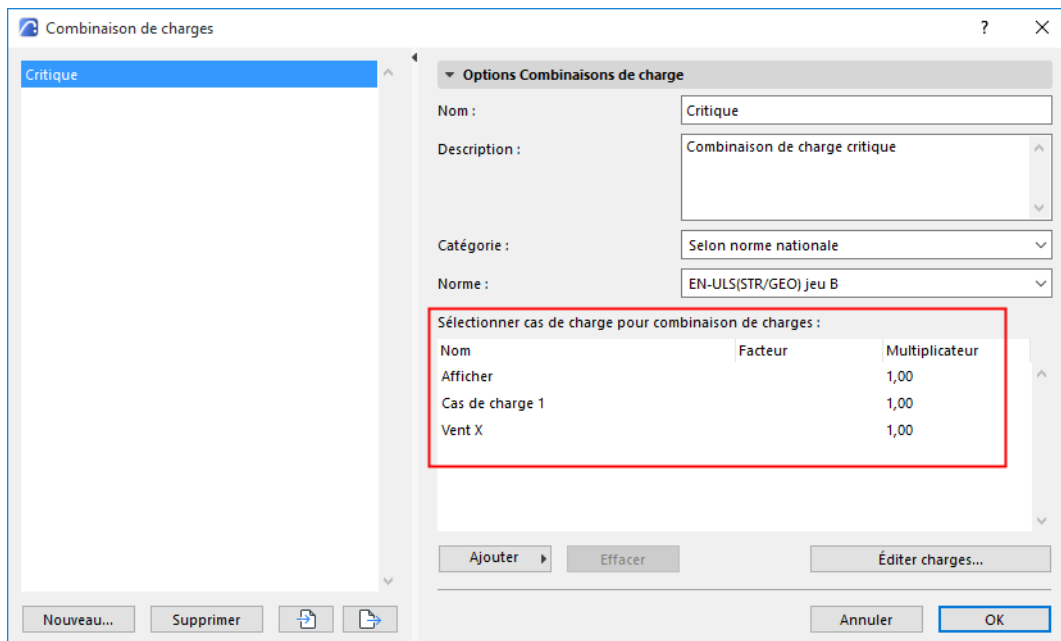 Combinaison de charges
?
Critique
Options Combinaisons de charge
Nom : Critique
Description : Combinaison de charge critique
Catégorie : Selon norme nationale
Norme : EN-ULS(STR/GEO) jeu B
Sélectionner cas de charge pour combinaison de charges :
Nom Facteur Multiplicateur
Afficher 1,00
Cas de charge 1 1,00
Vent X 1,00
Ajouter Effacer Éditer charges...
Nouveau... Supprimer Annuler OK